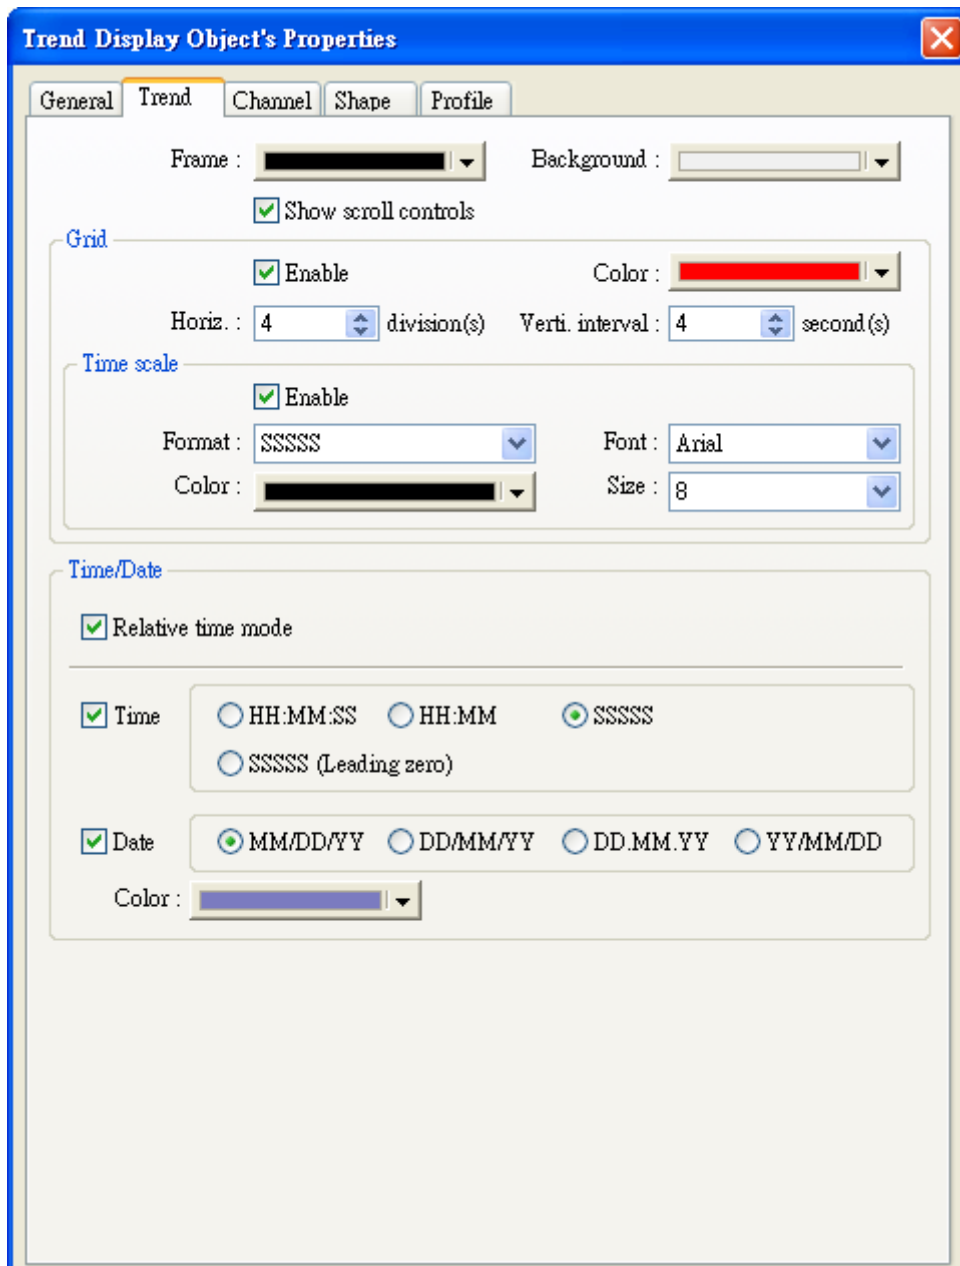 Trend Display Object's Properties
General Trend Channel Shape Profile
Frame : Background :
Show scroll controls
Grid
Enable Color :
Horiz. : 4 division(s) Verti. interval : 4 second(s)
Time scale
Enable
Format : SSSSS Font : Arial
Color : Size : 8
Time/Date
Relative time mode
Time HH:MM:SS HH:MM SSSSS
SSSSS (Leading zero)
Date MM/DD/YY DD/MM/YY DD.MM.YY YY/MM/DD
Color :